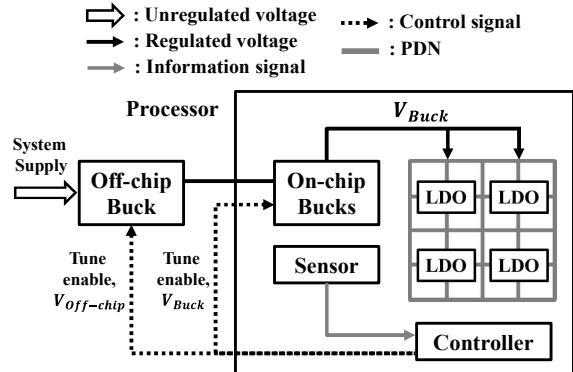 : Unregulated voltage
: Control signal
: Regulated voltage
: PDN
: Information signal
Processor
V_Buck
System
Supply
Off-chip
Buck
On-chip
Bucks
LDO
LDO
LDO
LDO
Tune
enable,
V_Off−chip
Tune
enable,
V_Buck
Sensor
Controller